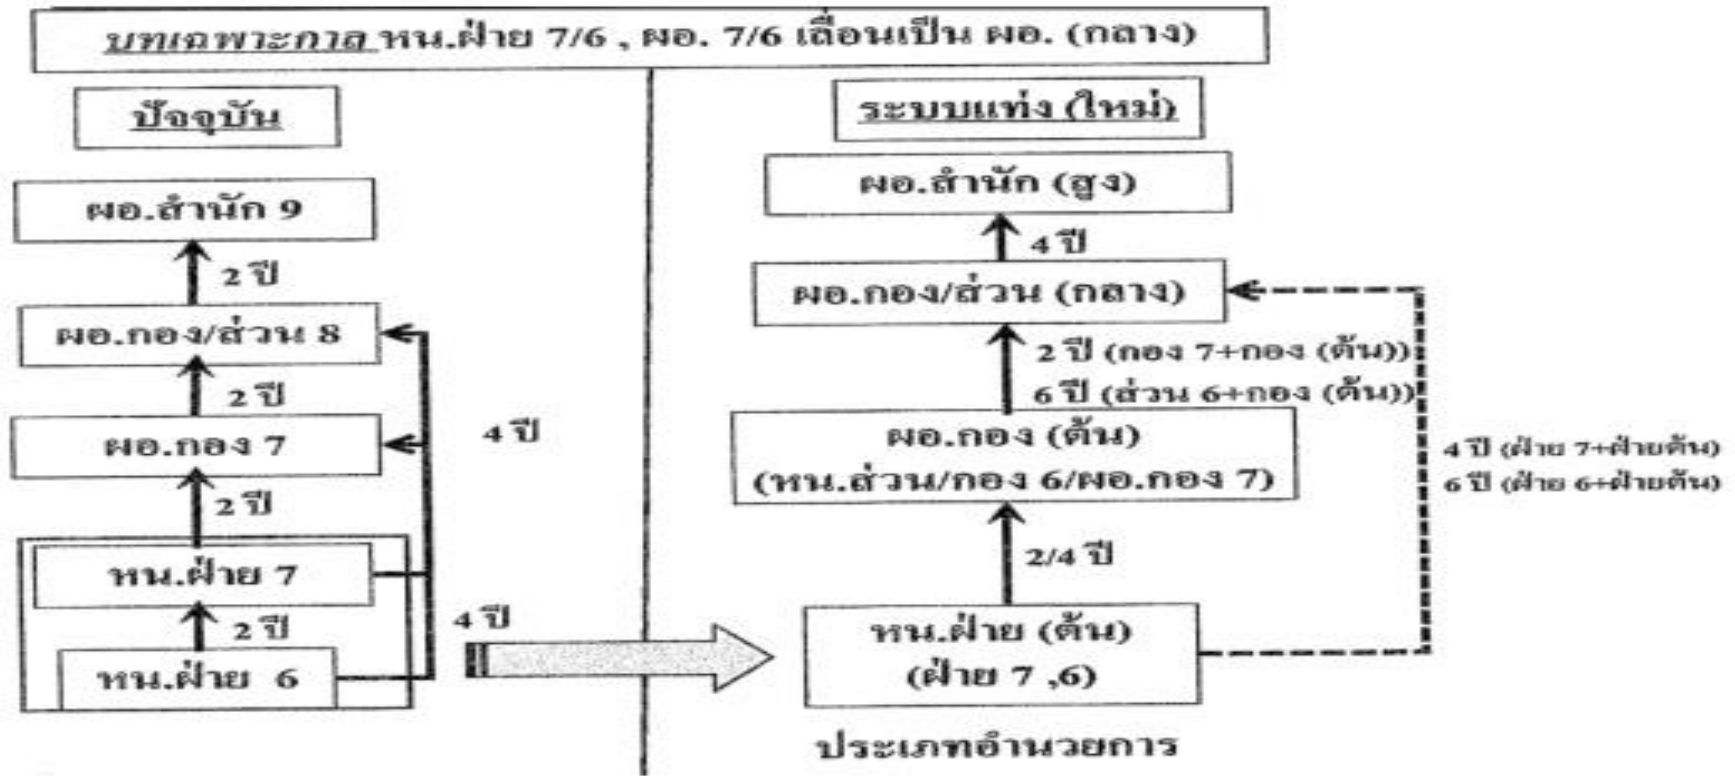 บทเฉพาะกาล หน.ฝ่าย 7/6 , ผอ. 7/6 เลื่อนเป็น ผอ. (กลาง)
ปัจจุบัน
ผอ.สำนัก 9
2 ปี
ผอ.กอง/ส่วน 8
2 ปี
ผอ.กอง 7
4 ปี
2 ปี
หน.ฝ่าย 7
2 ปี
4 ปี
หน.ฝ่าย 6
ระบบแท่ง (ใหม่)
ผอ.สำนัก (สูง)
4 ปี
ผอ.กอง/ส่วน (กลาง)
2 ปี (กอง 7+กอง (ต้น))
6 ปี (ส่วน 6+กอง (ต้น))
ผอ.กอง (ต้น)
(หน.ส่วน/กอง 6/ผอ.กอง 7)
4 ปี (ฝ่าย 7+ฝ่ายต้น)
6 ปี (ฝ่าย 6+ฝ่ายต้น)
2/4 ปี
หน.ฝ่าย (ต้น)
(ฝ่าย 7 ,6)
ประเภทอำนวยการ